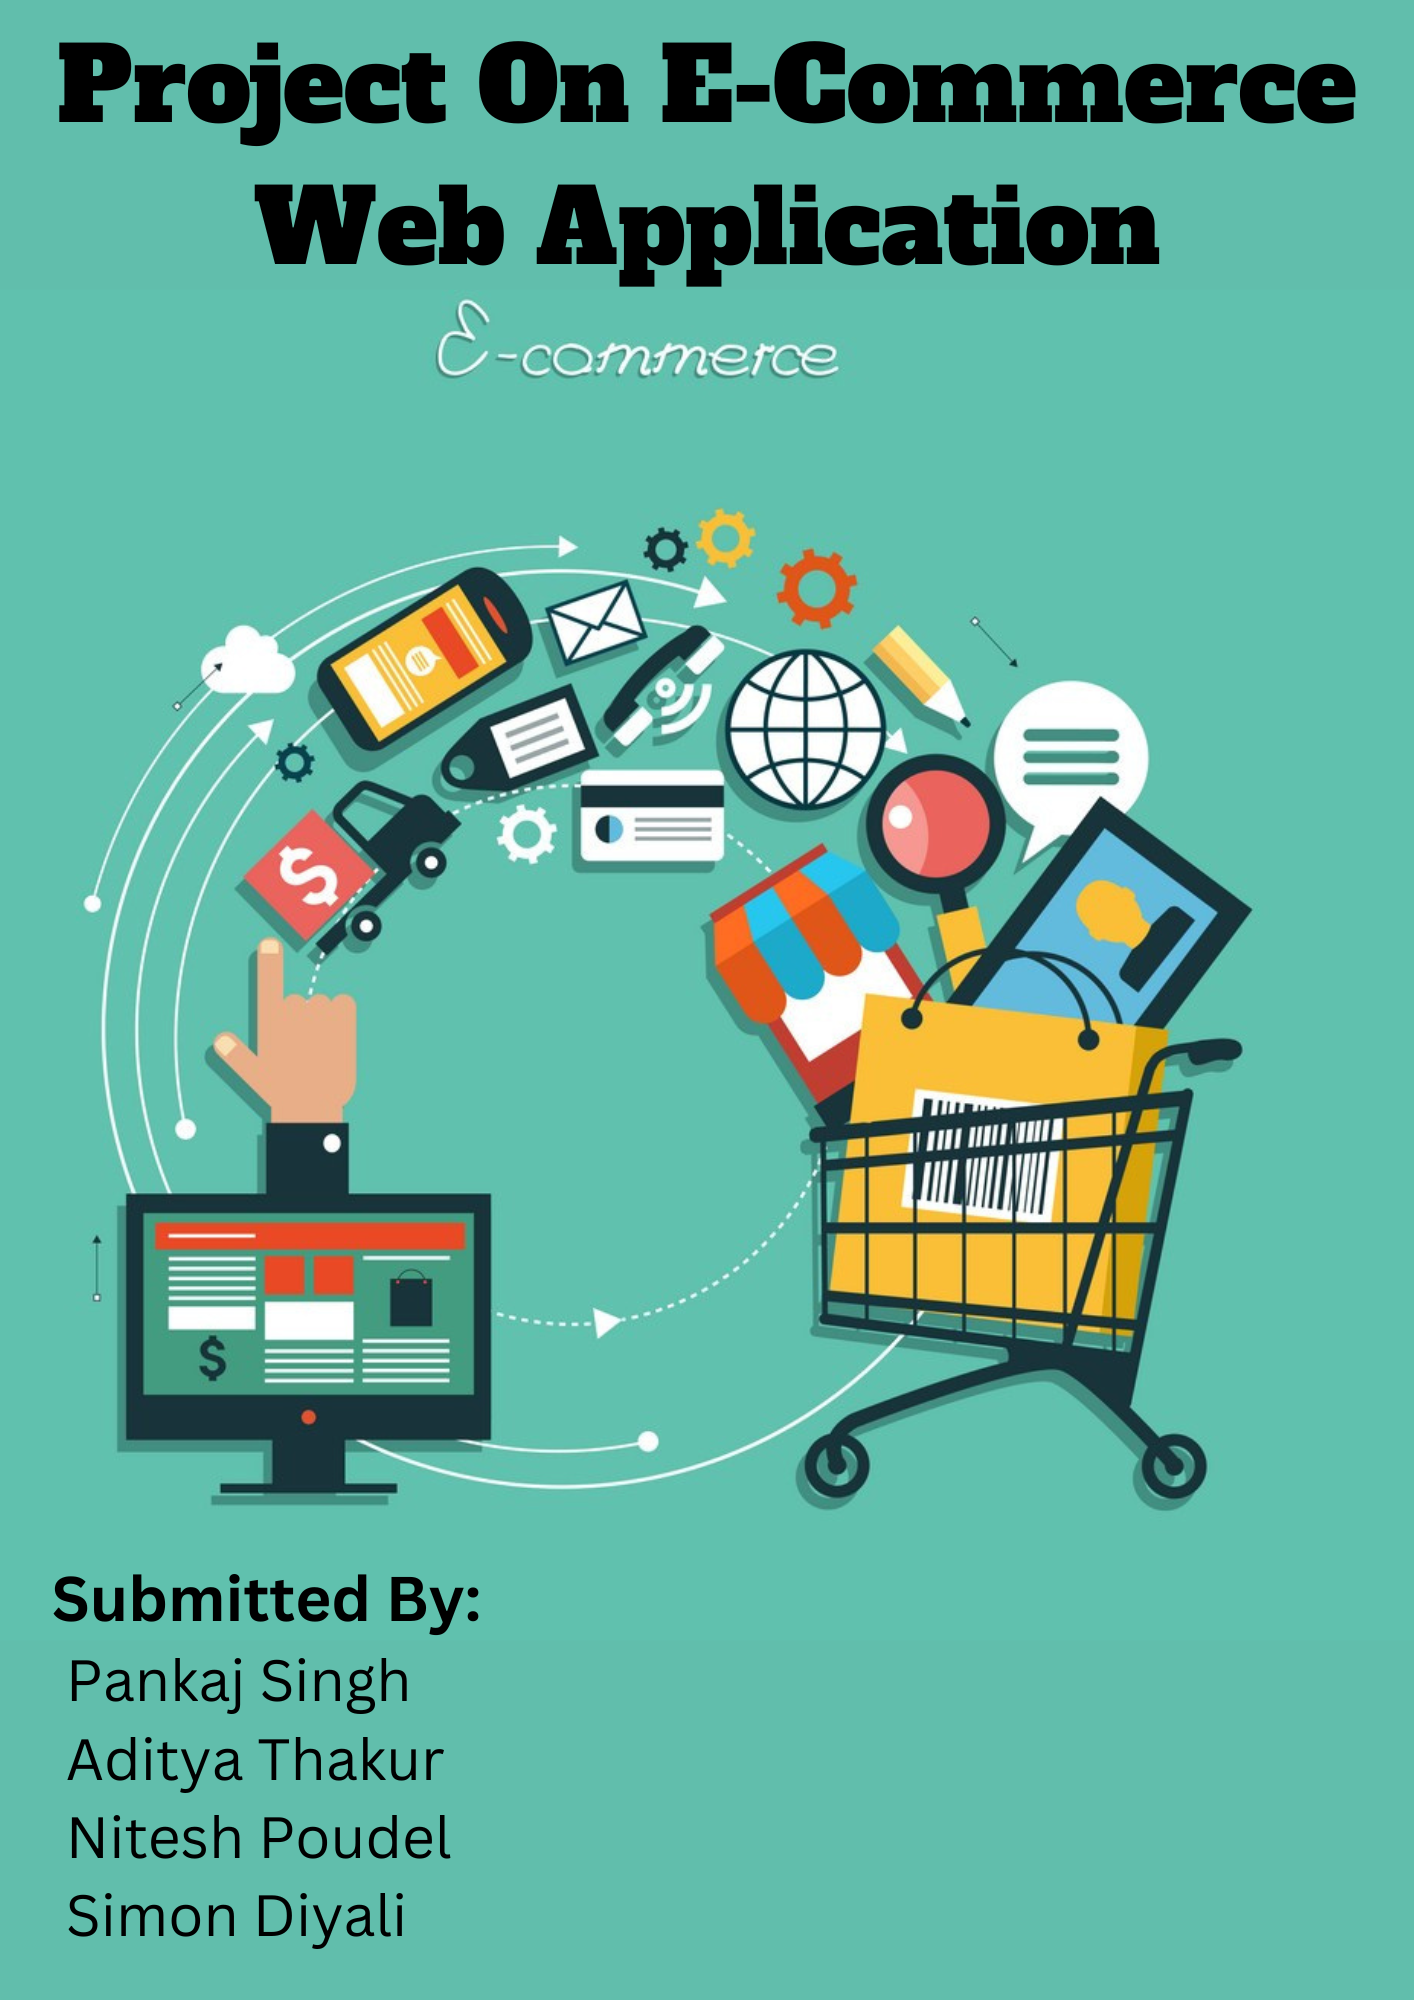 Project On E-Commerce
Web Application
E-commerce
$
$
Submitted By:
Pankaj Singh
Aditya Thakur
Nitesh Poudel
Simon Diyali